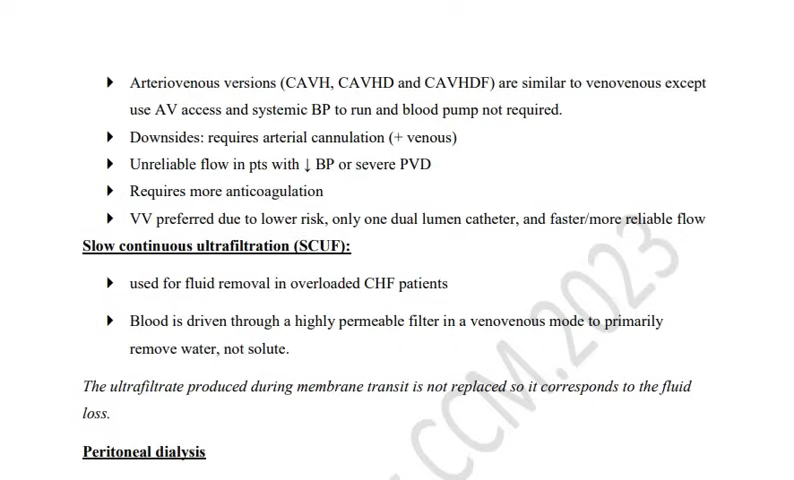 Arteriovenous versions (CAVH, CAVHD and CAVHDF) are similar to venovenous except
use AV access and systemic BP to run and blood pump not required.
Downsides: requires arterial cannulation (+ venous)
Unreliable flow in pts with ↓ BP or severe PVD
Requires more anticoagulation
VV preferred due to lower risk, only one dual lumen catheter, and faster/more reliable flow
Slow continuous ultrafiltration (SCUF):
used for fluid removal in overloaded CHF patients
Blood is driven through a highly permeable filter in a venovenous mode to primarily
remove water, not solute.
The ultrafiltrate produced during membrane transit is not replaced so it corresponds to the fluid
loss.
Peritoneal dialysis
CCM.2023